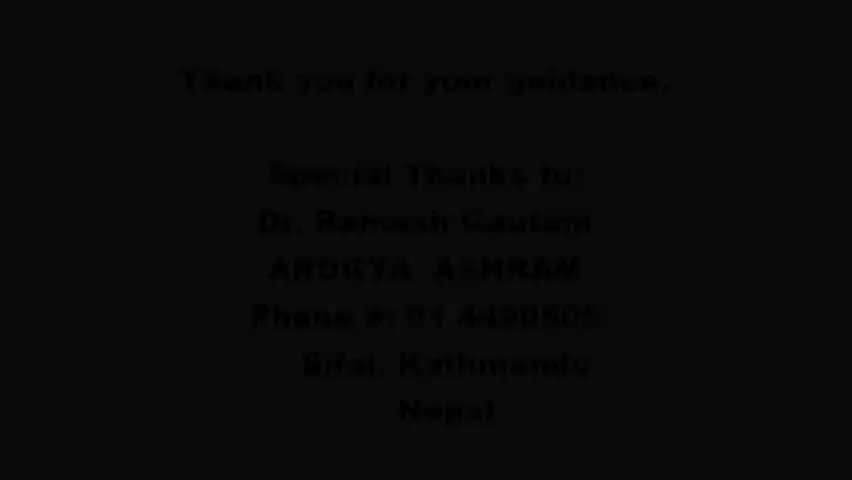 Thank you for your guidance.
Special Thanks to:
Dr. Ramesh Gautam
AROGYA ASHRAM
Phone #: 01 4490505
Sifal, Kathmandu
Nepal